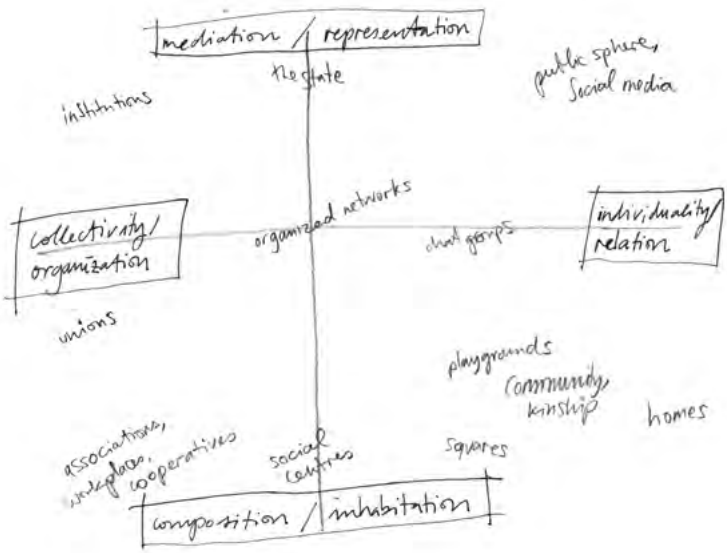 mediation / representation
the state
public sphere,
social media
institutions
collectivity/
organization
organized networks
chat groups
individuality/
relation
unions
playgrounds
community,
kinship
homes
associations,
workplaces,
cooperatives
social
centres
squares
composition / inhabitation